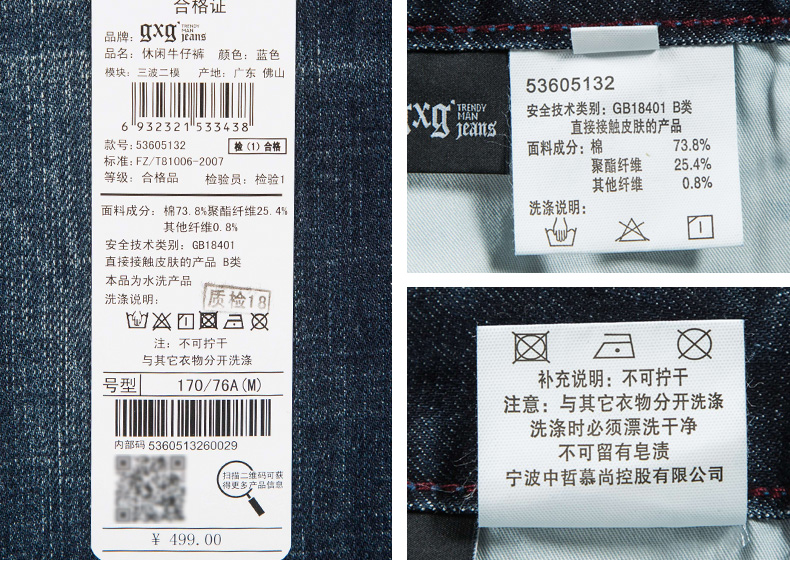 合格证
品牌: gxg TRENDY MAN jeans
品名: 休闲牛仔裤 颜色: 蓝色
模块: 三波二模 产地: 广东 佛山
6 932321 533438
款号: 53605132 检(1)合格
标准: FZ/T81006-2007
等级: 合格品 检验员: 检验1
面料成分: 棉73.8%聚酯纤维25.4%
其他纤维0.8%
安全技术类别: GB18401
直接接触皮肤的产品 B类
本品为水洗产品
洗涤说明:
质检18
注: 不可拧干
与其它衣物分开洗涤
号型 170/76A(M)
内部码 5360513260029
扫描二维码可获
得更多产品信息
¥ 499.00
gxg TRENDY MAN jeans
53605132
安全技术类别: GB18401 B类
直接接触皮肤的产品
面料成分: 棉 73.8%
聚酯纤维 25.4%
其他纤维 0.8%
洗涤说明:
补充说明: 不可拧干
注意: 与其它衣物分开洗涤
洗涤时必须漂洗干净
不可留有皂渍
宁波中哲慕尚控股有限公司